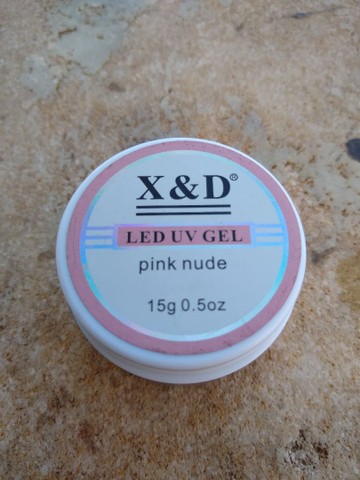 X&D®
LED UV GEL
pink nude
15g 0.5oz